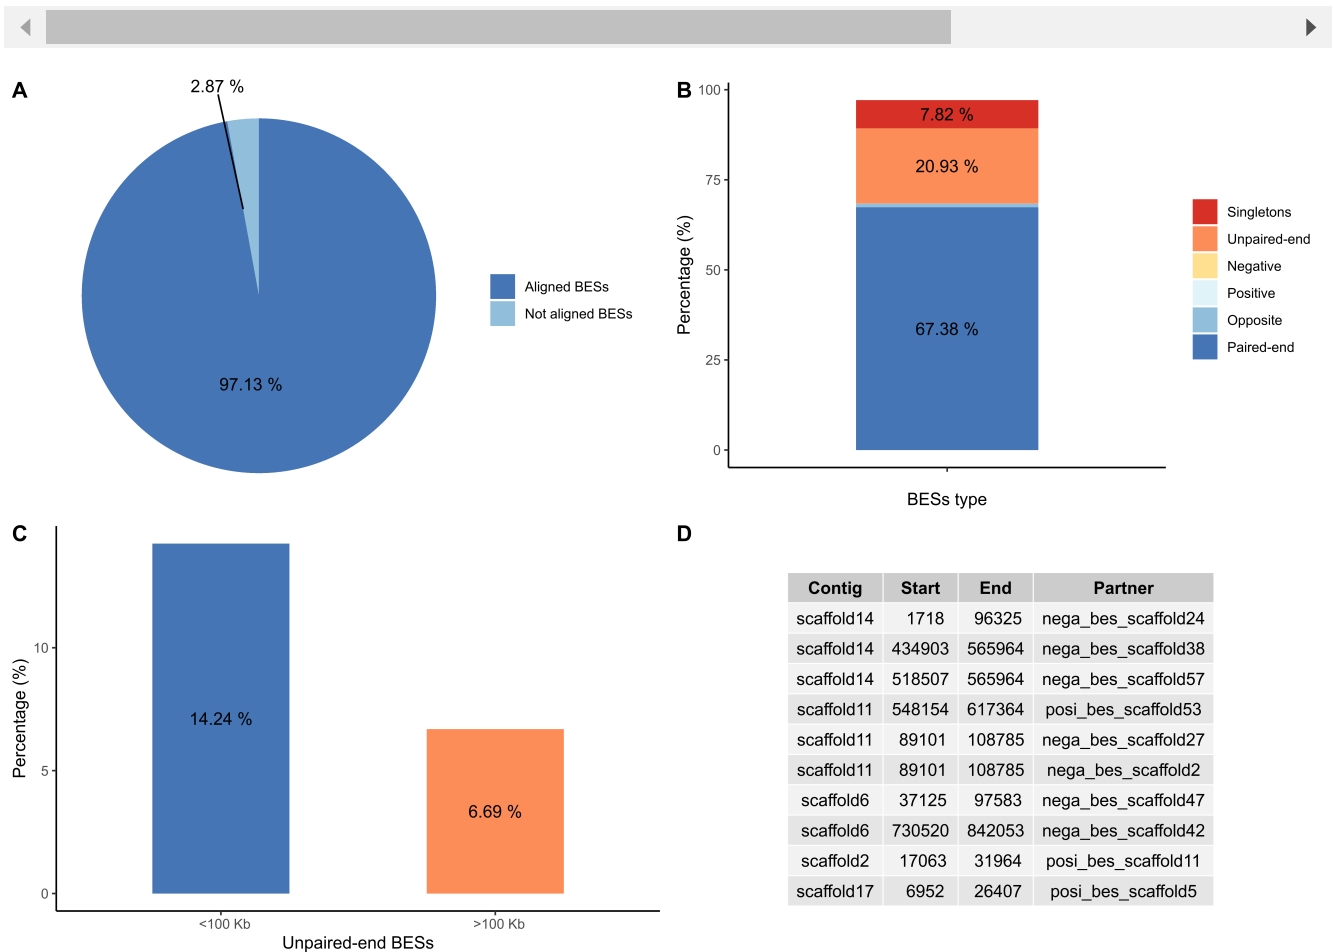 A
2.87 %
97.13 %
Aligned BESs
Not aligned BESs
B
100
75
50
25
0
Percentage (%)
7.82 %
20.93 %
67.38 %
BESs type
Singletons
Unpaired-end
Negative
Positive
Opposite
Paired-end
C
10
5
0
Percentage (%)
14.24 %
6.69 %
<100 Kb
>100 Kb
Unpaired-end BESs
D
Contig Start End Partner
scaffold14 1718 96325 nega_bes_scaffold24
scaffold14 434903 565964 nega_bes_scaffold38
scaffold14 518507 565964 nega_bes_scaffold57
scaffold11 548154 617364 posi_bes_scaffold53
scaffold11 89101 108785 nega_bes_scaffold27
scaffold11 89101 108785 nega_bes_scaffold2
scaffold6 37125 97583 nega_bes_scaffold47
scaffold6 730520 842053 nega_bes_scaffold42
scaffold2 17063 31964 posi_bes_scaffold11
scaffold17 6952 26407 posi_bes_scaffold5